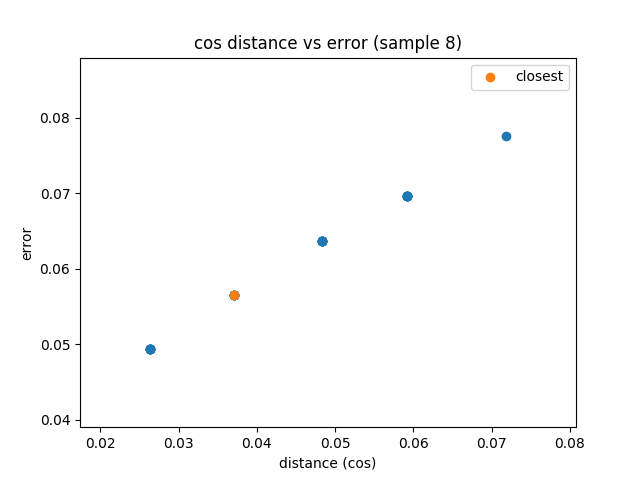 cos distance vs error (sample 8)
closest
0.08
0.07
0.06
0.05
0.04
error
0.02 0.03 0.04 0.05 0.06 0.07 0.08
distance (cos)